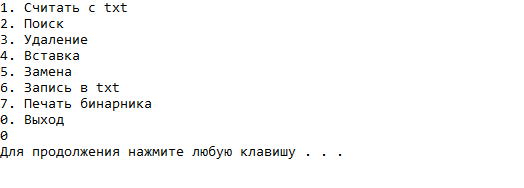 1. Считать с txt
2. Поиск
3. Удаление
4. Вставка
5. Замена
6. Запись в txt
7. Печать бинарника
0. Выход
0
Для продолжения нажмите любую клавишу . . .